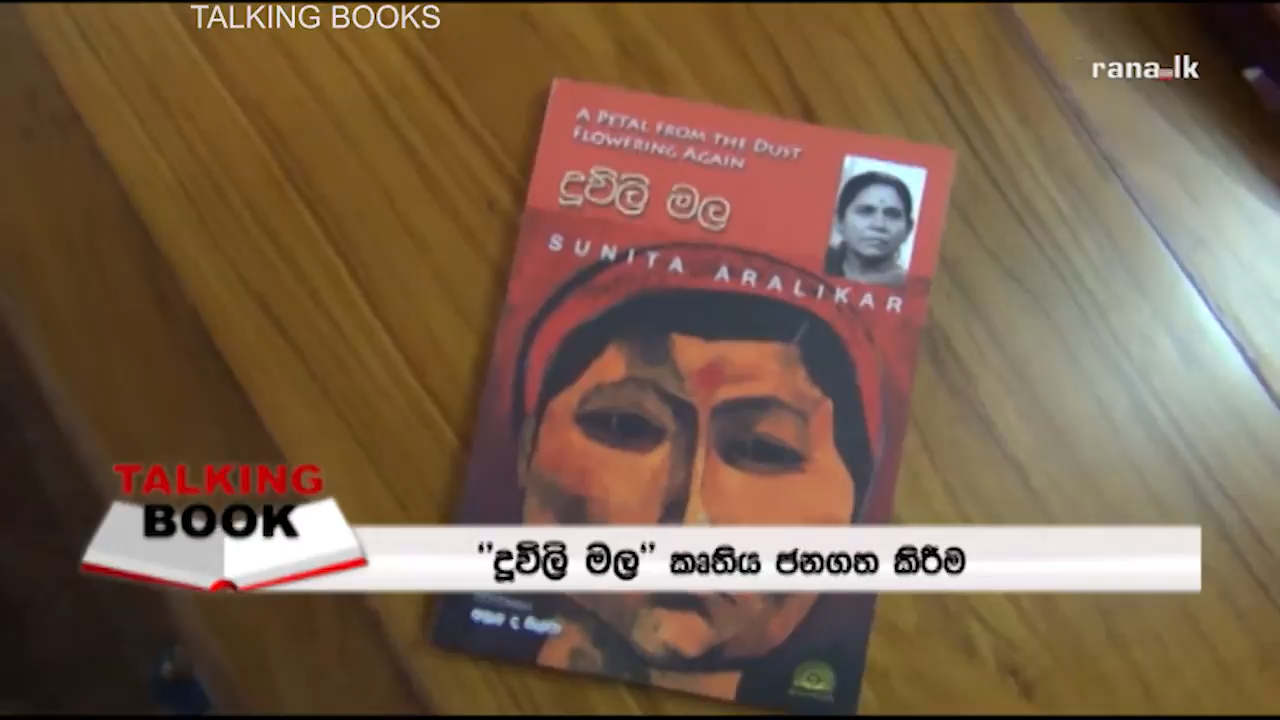 TALKING BOOKS
rana.lk
A PETAL FROM THE DUST
FLOWERING AGAIN
දූවිලි මල
SUNITA ARALIKAR
TALKING
BOOK
"දූවිලි මල" කෘතිය ජනගත කිරීම